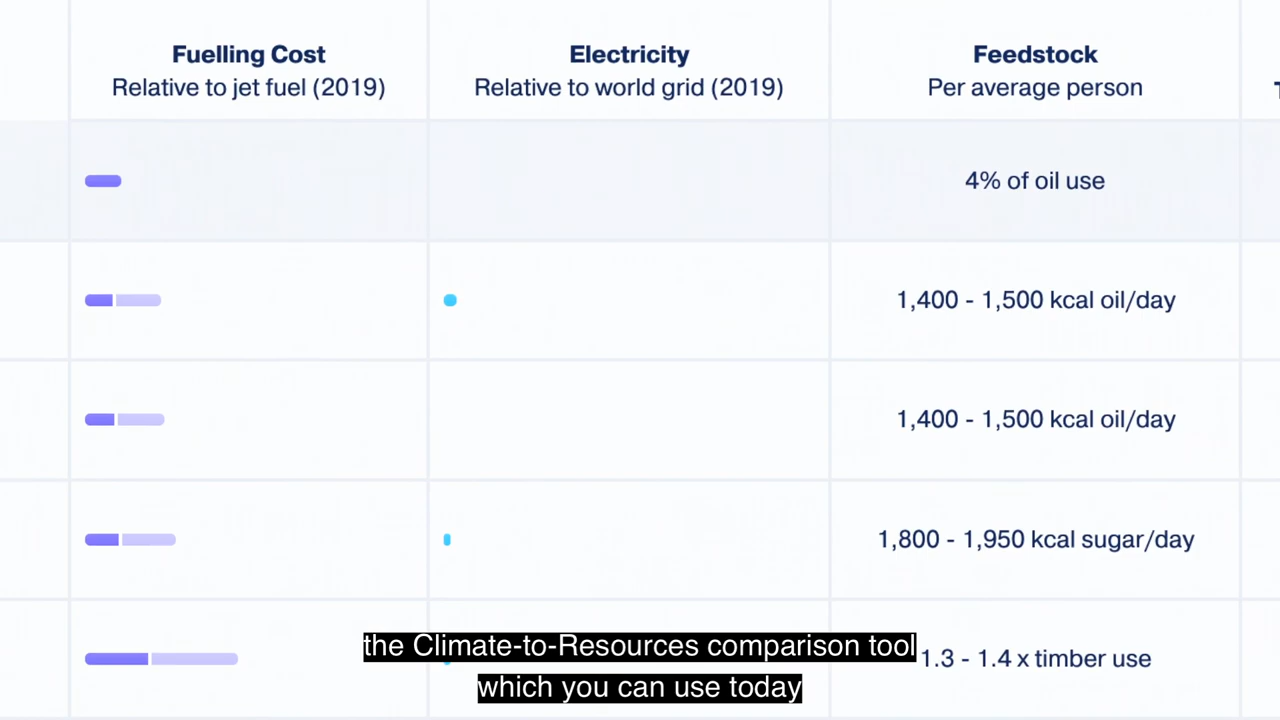 Fuelling Cost
Relative to jet fuel (2019)
Electricity
Relative to world grid (2019)
Feedstock
Per average person
4% of oil use
1,400 - 1,500 kcal oil/day
1,400 - 1,500 kcal oil/day
1,800 - 1,950 kcal sugar/day
1.3 - 1.4 x timber use
the Climate-to-Resources comparison tool
which you can use today